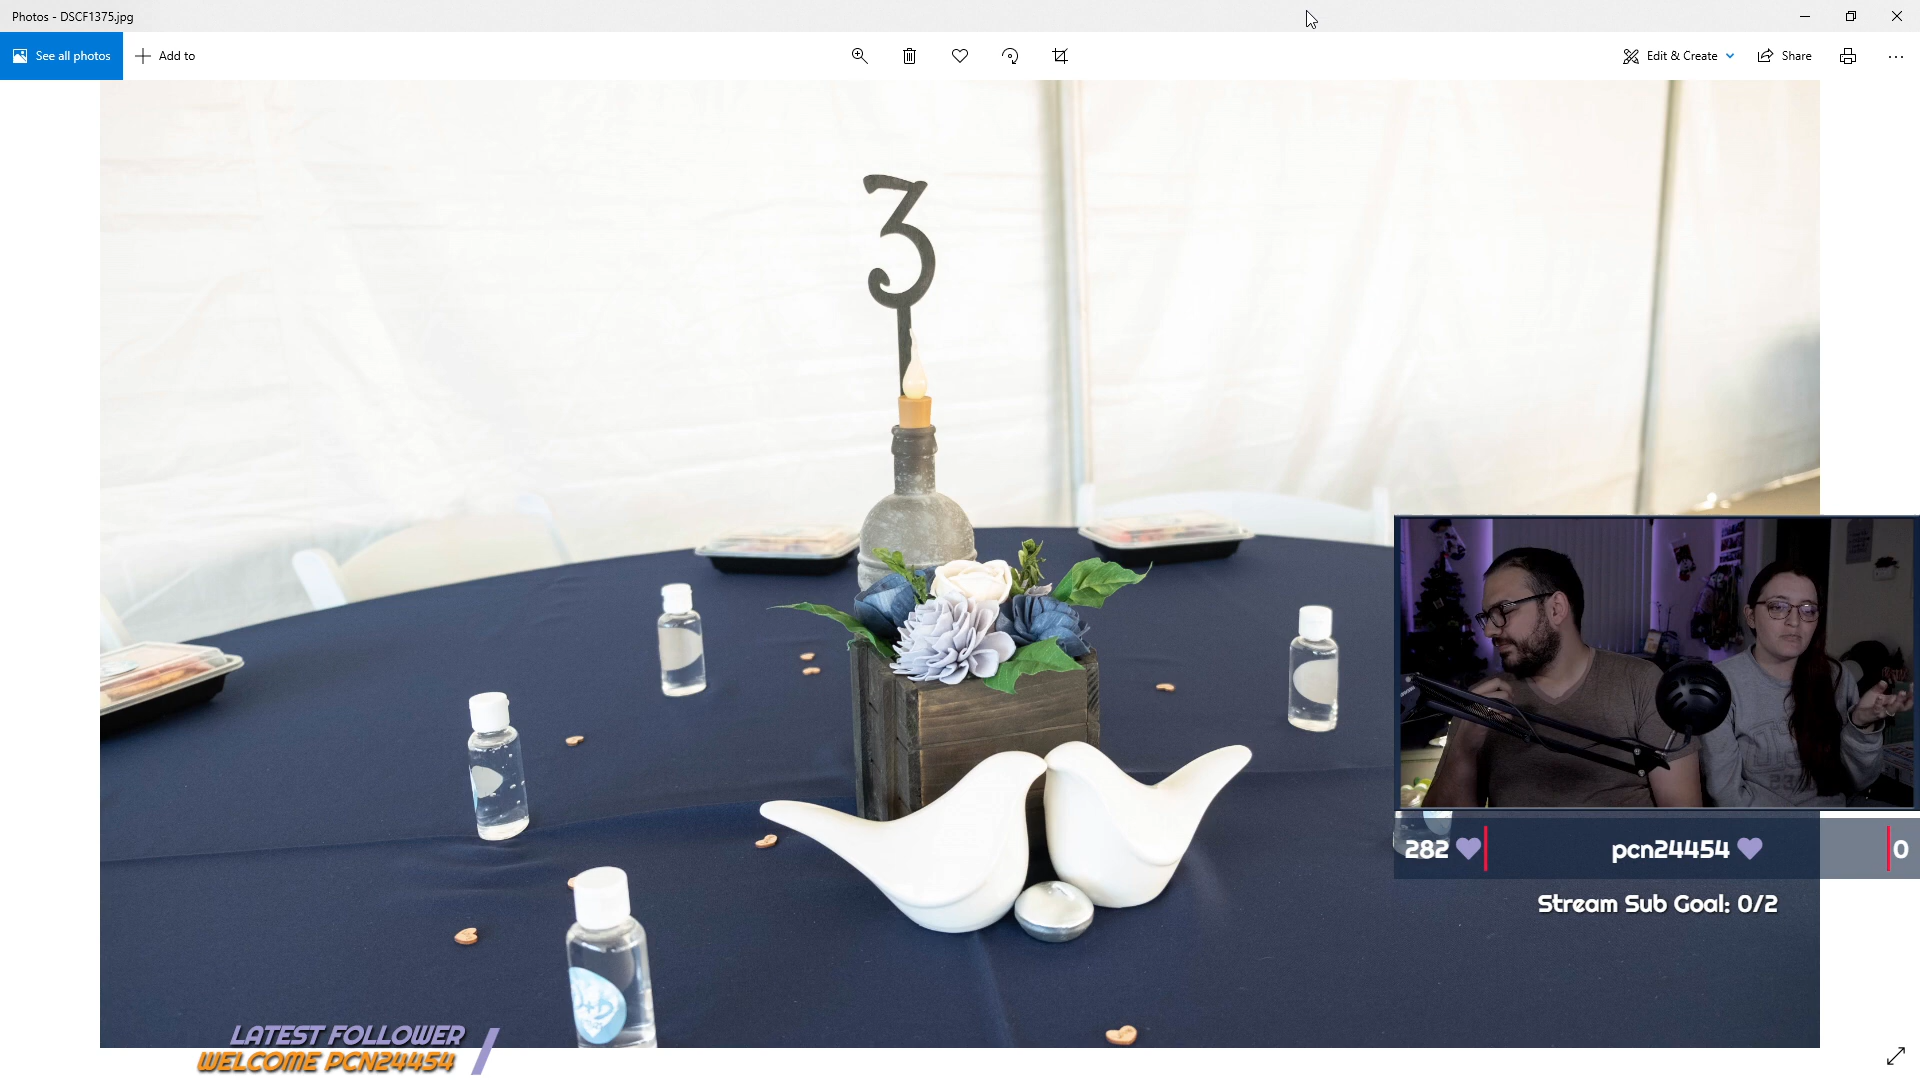 Photos - DSCF1375.jpg
See all photos
Add to
Edit & Create
Share
3
282
pcn24454
0
Stream Sub Goal: 0/2
LATEST FOLLOWER
WELCOME PCN24454